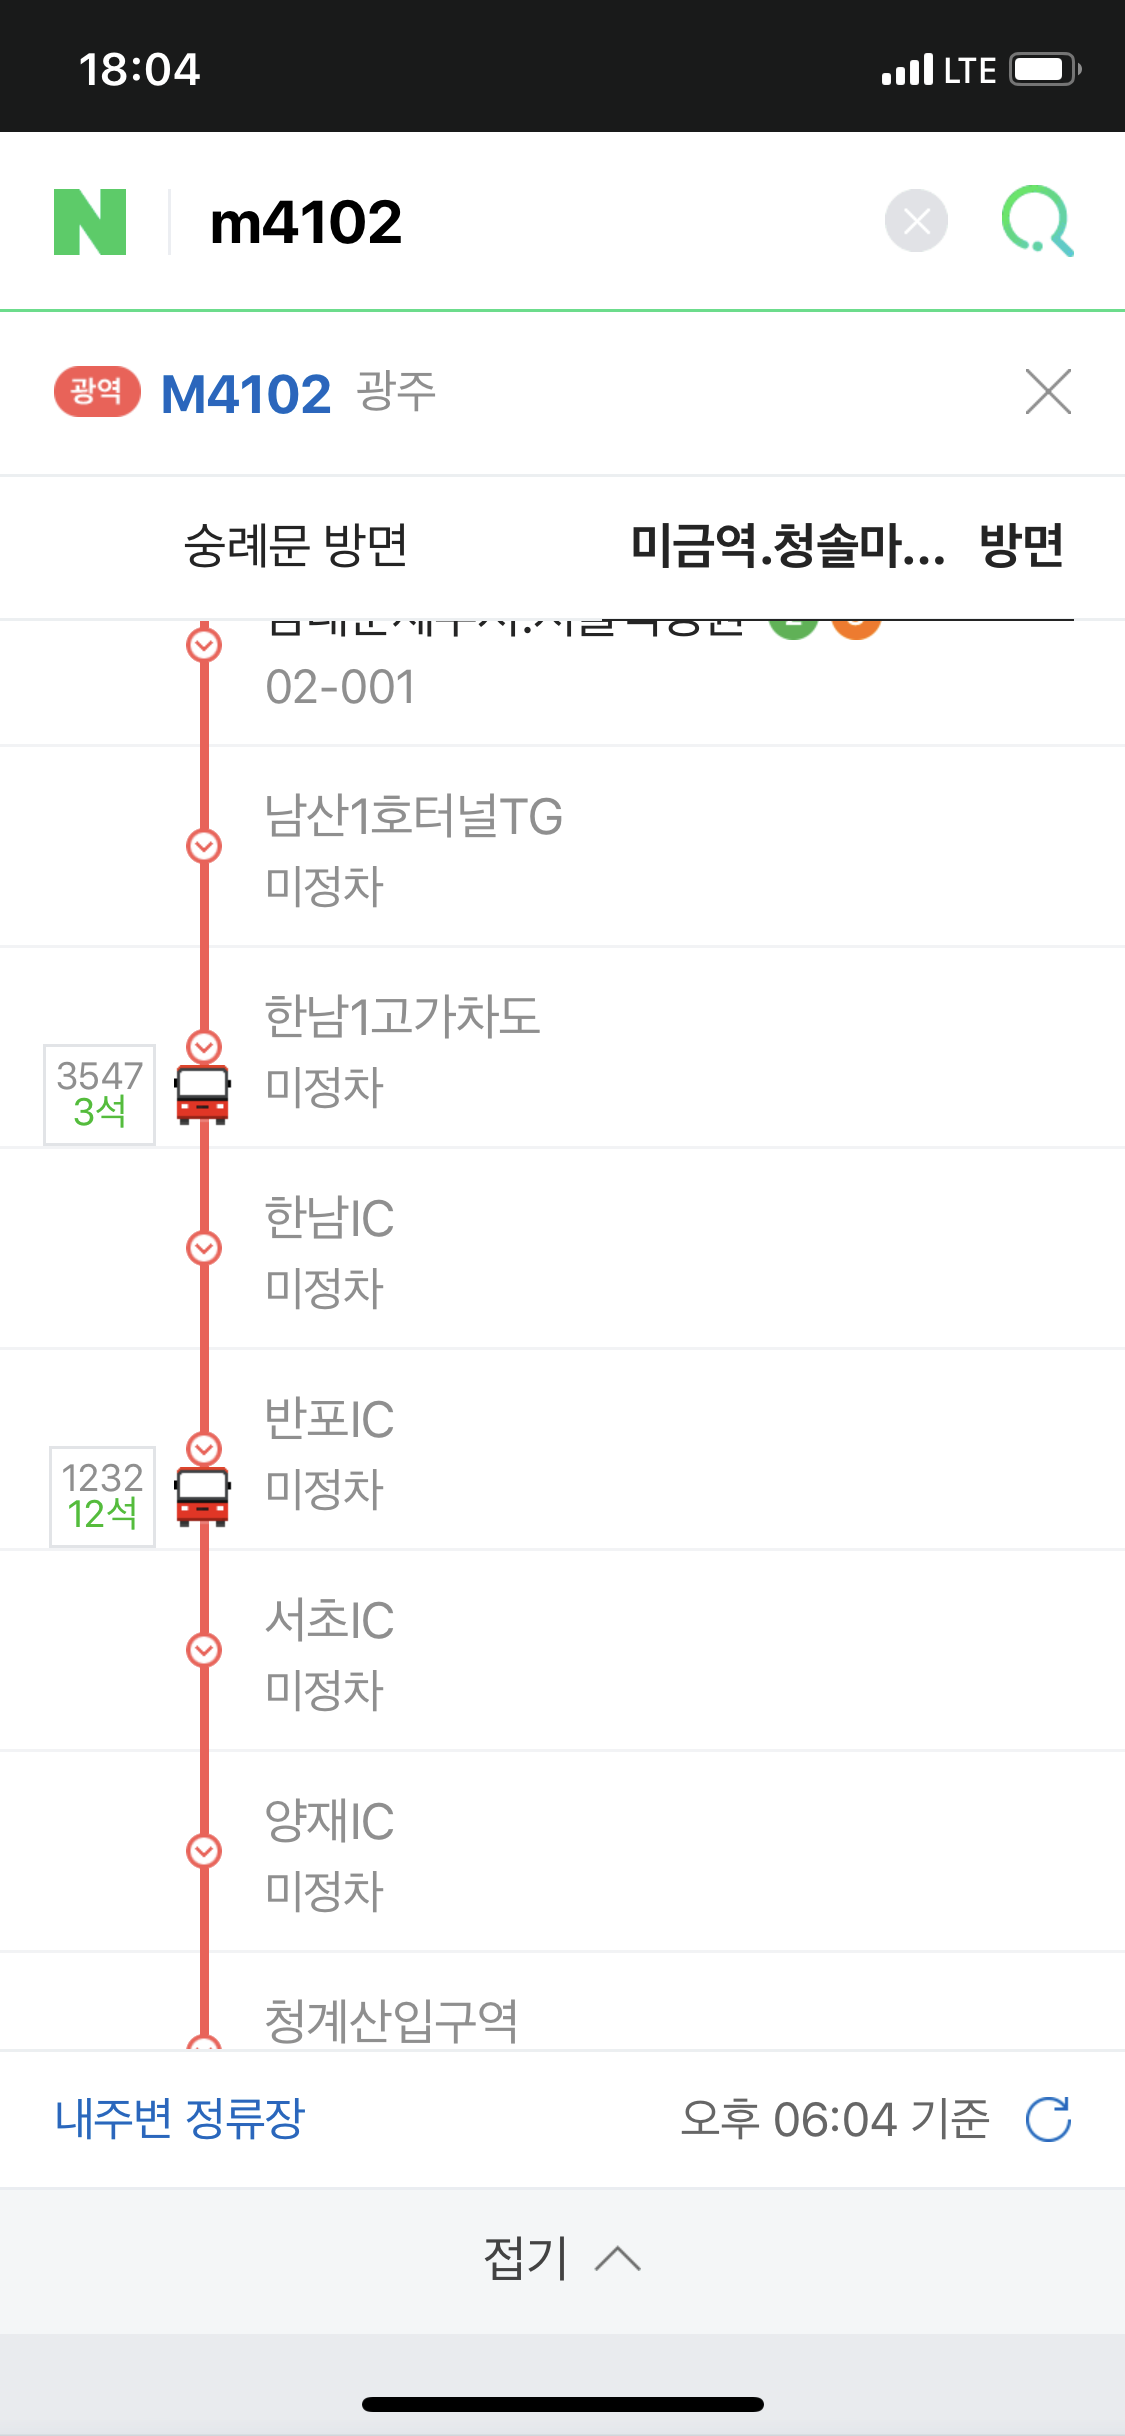 18:04
LTE
N
m4102
광역 M4102 광주
숭례문 방면
미금역.청솔마... 방면
02-001
남산1호터널TG
미정차
한남1고가차도
3547
3석
미정차
한남IC
미정차
반포IC
1232
12석
미정차
서초IC
미정차
양재IC
미정차
청계산입구역
내주변 정류장
오후 06:04 기준
접기